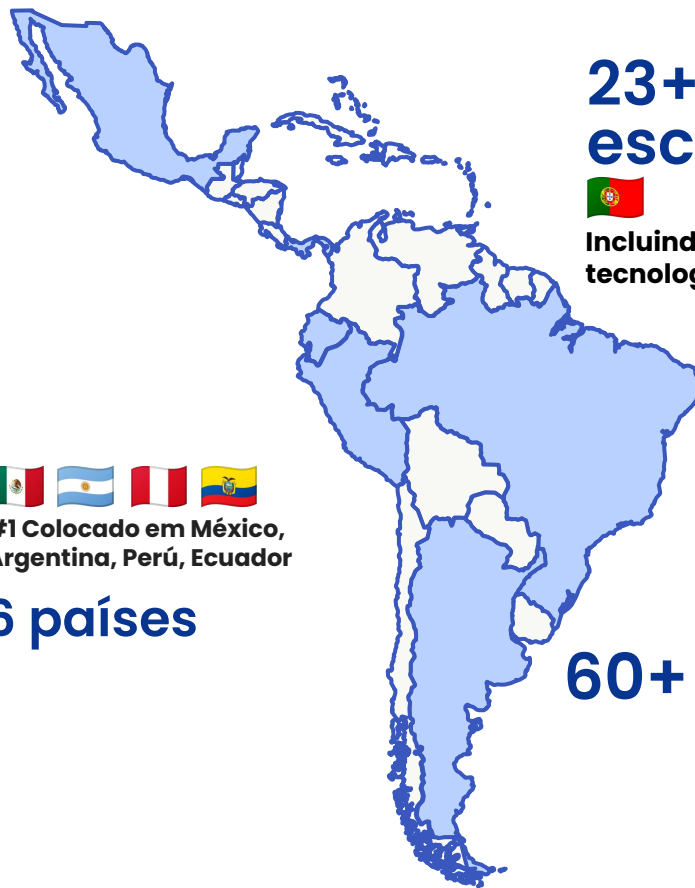 23+
esc
Incluind
tecnolog
#1 Colocado em México,
Argentina, Perú, Ecuador
6 países
60+